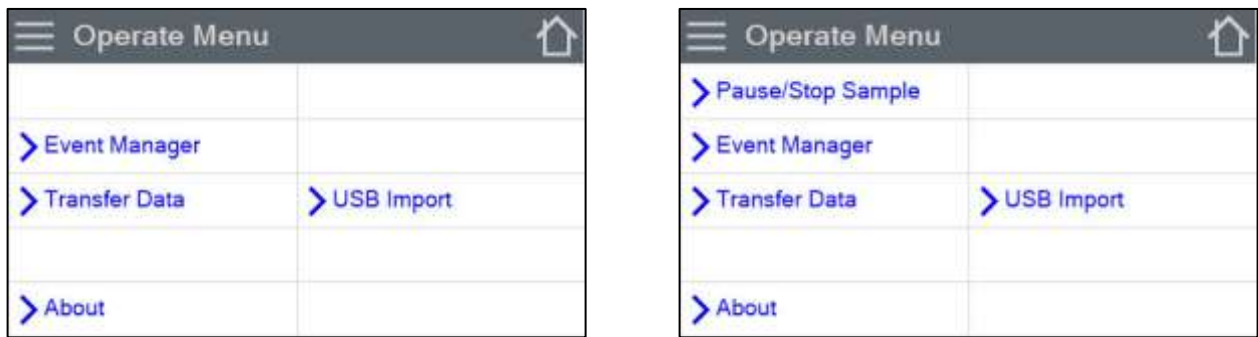 Operate Menu
Event Manager
Transfer Data USB Import
About
Operate Menu
Pause/Stop Sample
Event Manager
Transfer Data USB Import
About